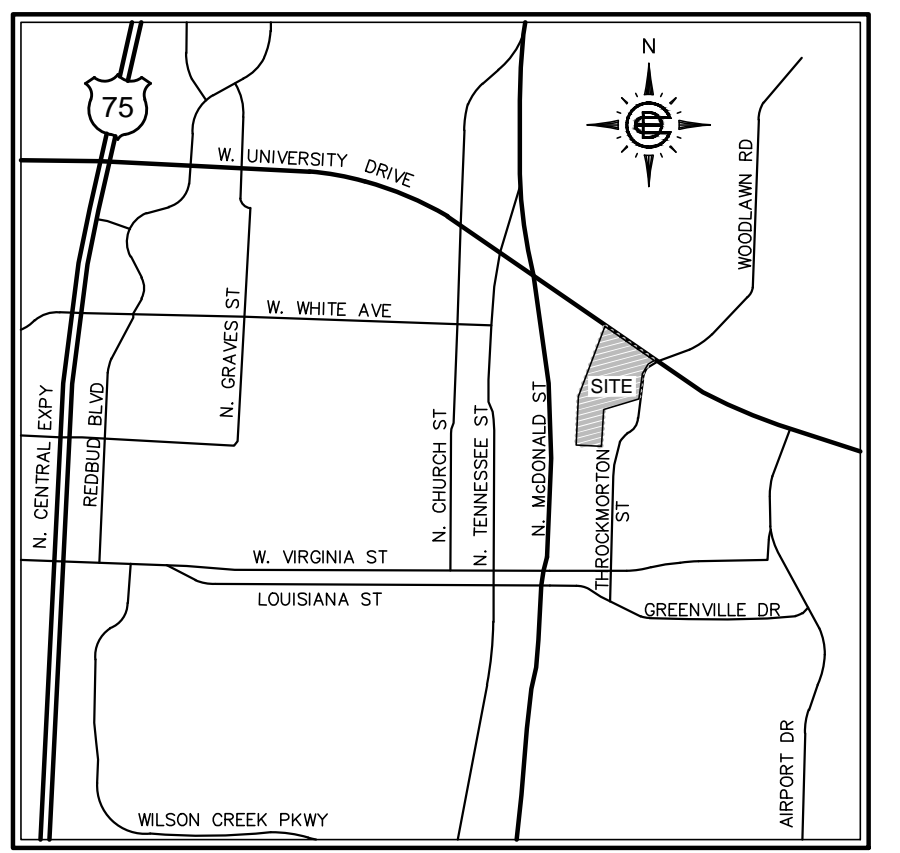 N
75
W. UNIVERSITY DRIVE
WOODLAWN RD
W. WHITE AVE
N. GRAVES ST
SITE
N. CENTRAL EXPY
REDBUD BLVD
N. CHURCH ST
N. TENNESSEE ST
N. McDONALD ST
THROCKMORTON
ST
W. VIRGINIA ST
LOUISIANA ST
GREENVILLE DR
AIRPORT DR
WILSON CREEK PKWY